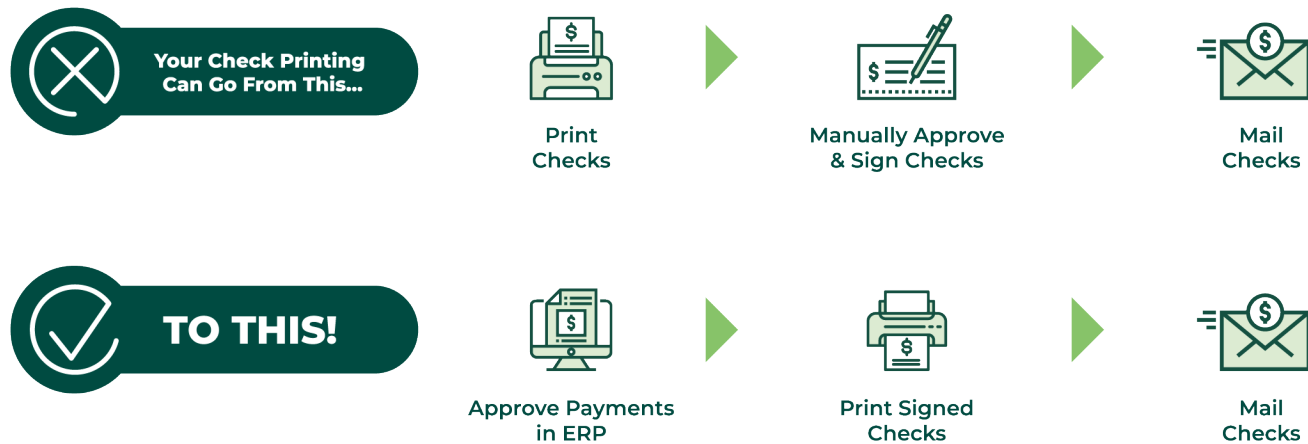 Your Check Printing
Can Go From This...
$
Print
Checks
$
Manually Approve
& Sign Checks
$
Mail
Checks
TO THIS!
$
Approve Payments
in ERP
$
Print Signed
Checks
$
Mail
Checks